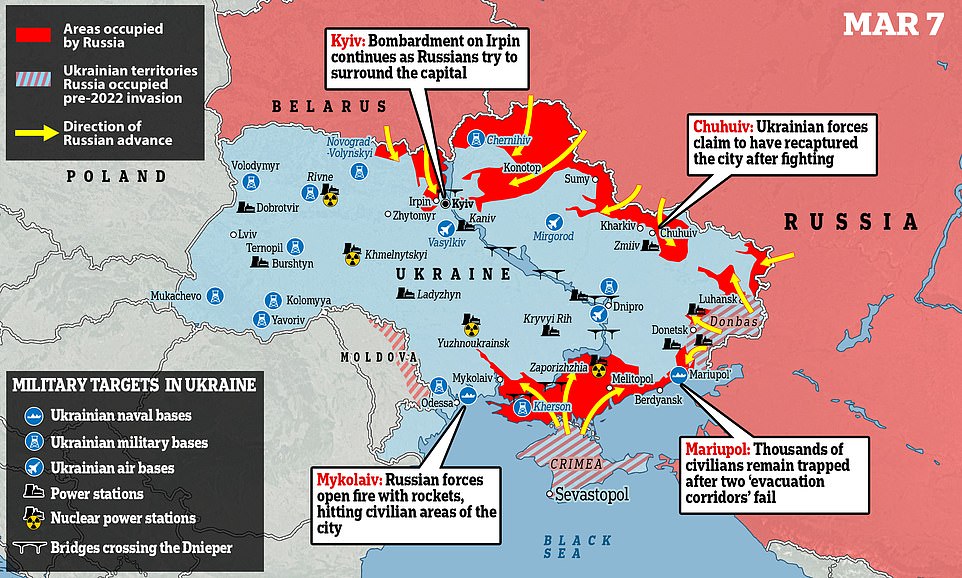 MAR 7
Areas occupied
by Russia
Ukrainian territories
Russia occupied
pre-2022 invasion
Direction of
Russian advance
Kyiv: Bombardment on Irpin
continues as Russians try to
surround the capital
Chuhuiv: Ukrainian forces
claim to have recaptured
the city after fighting
BELARUS
POLAND
RUSSIA
UKRAINE
MOLDOVA
Novograd
-Volynskyi
Chernihiv
Volodymyr
Rivne
Konotop
Sumy
Dobrotvir
Irpin
Kyiv
Zhytomyr
Kaniv
Lviv
Vasylkiv
Mirgorod
Kharkiv
Chuhuiv
Zmiiv
Ternopil
Burshtyn
Khmelnytskyi
Mukachevo
Kolomyya
Ladyzhyn
Yavoriv
Dnipro
Luhansk
Kryvyi Rih
Donbas
Donetsk
Yuzhnoukrainsk
Zaporizhzhia
Mykolaiv
Melitopol
Mariupol'
Odessa
Kherson
Berdyansk
CRIMEA
Sevastopol
BLACK
SEA
MILITARY TARGETS IN UKRAINE
Ukrainian naval bases
Ukrainian military bases
Ukrainian air bases
Power stations
Nuclear power stations
Bridges crossing the Dnieper
Mykolaiv: Russian forces
open fire with rockets,
hitting civilian areas of the
city
Mariupol: Thousands of
civilians remain trapped
after two ‘evacuation
corridors’ fail